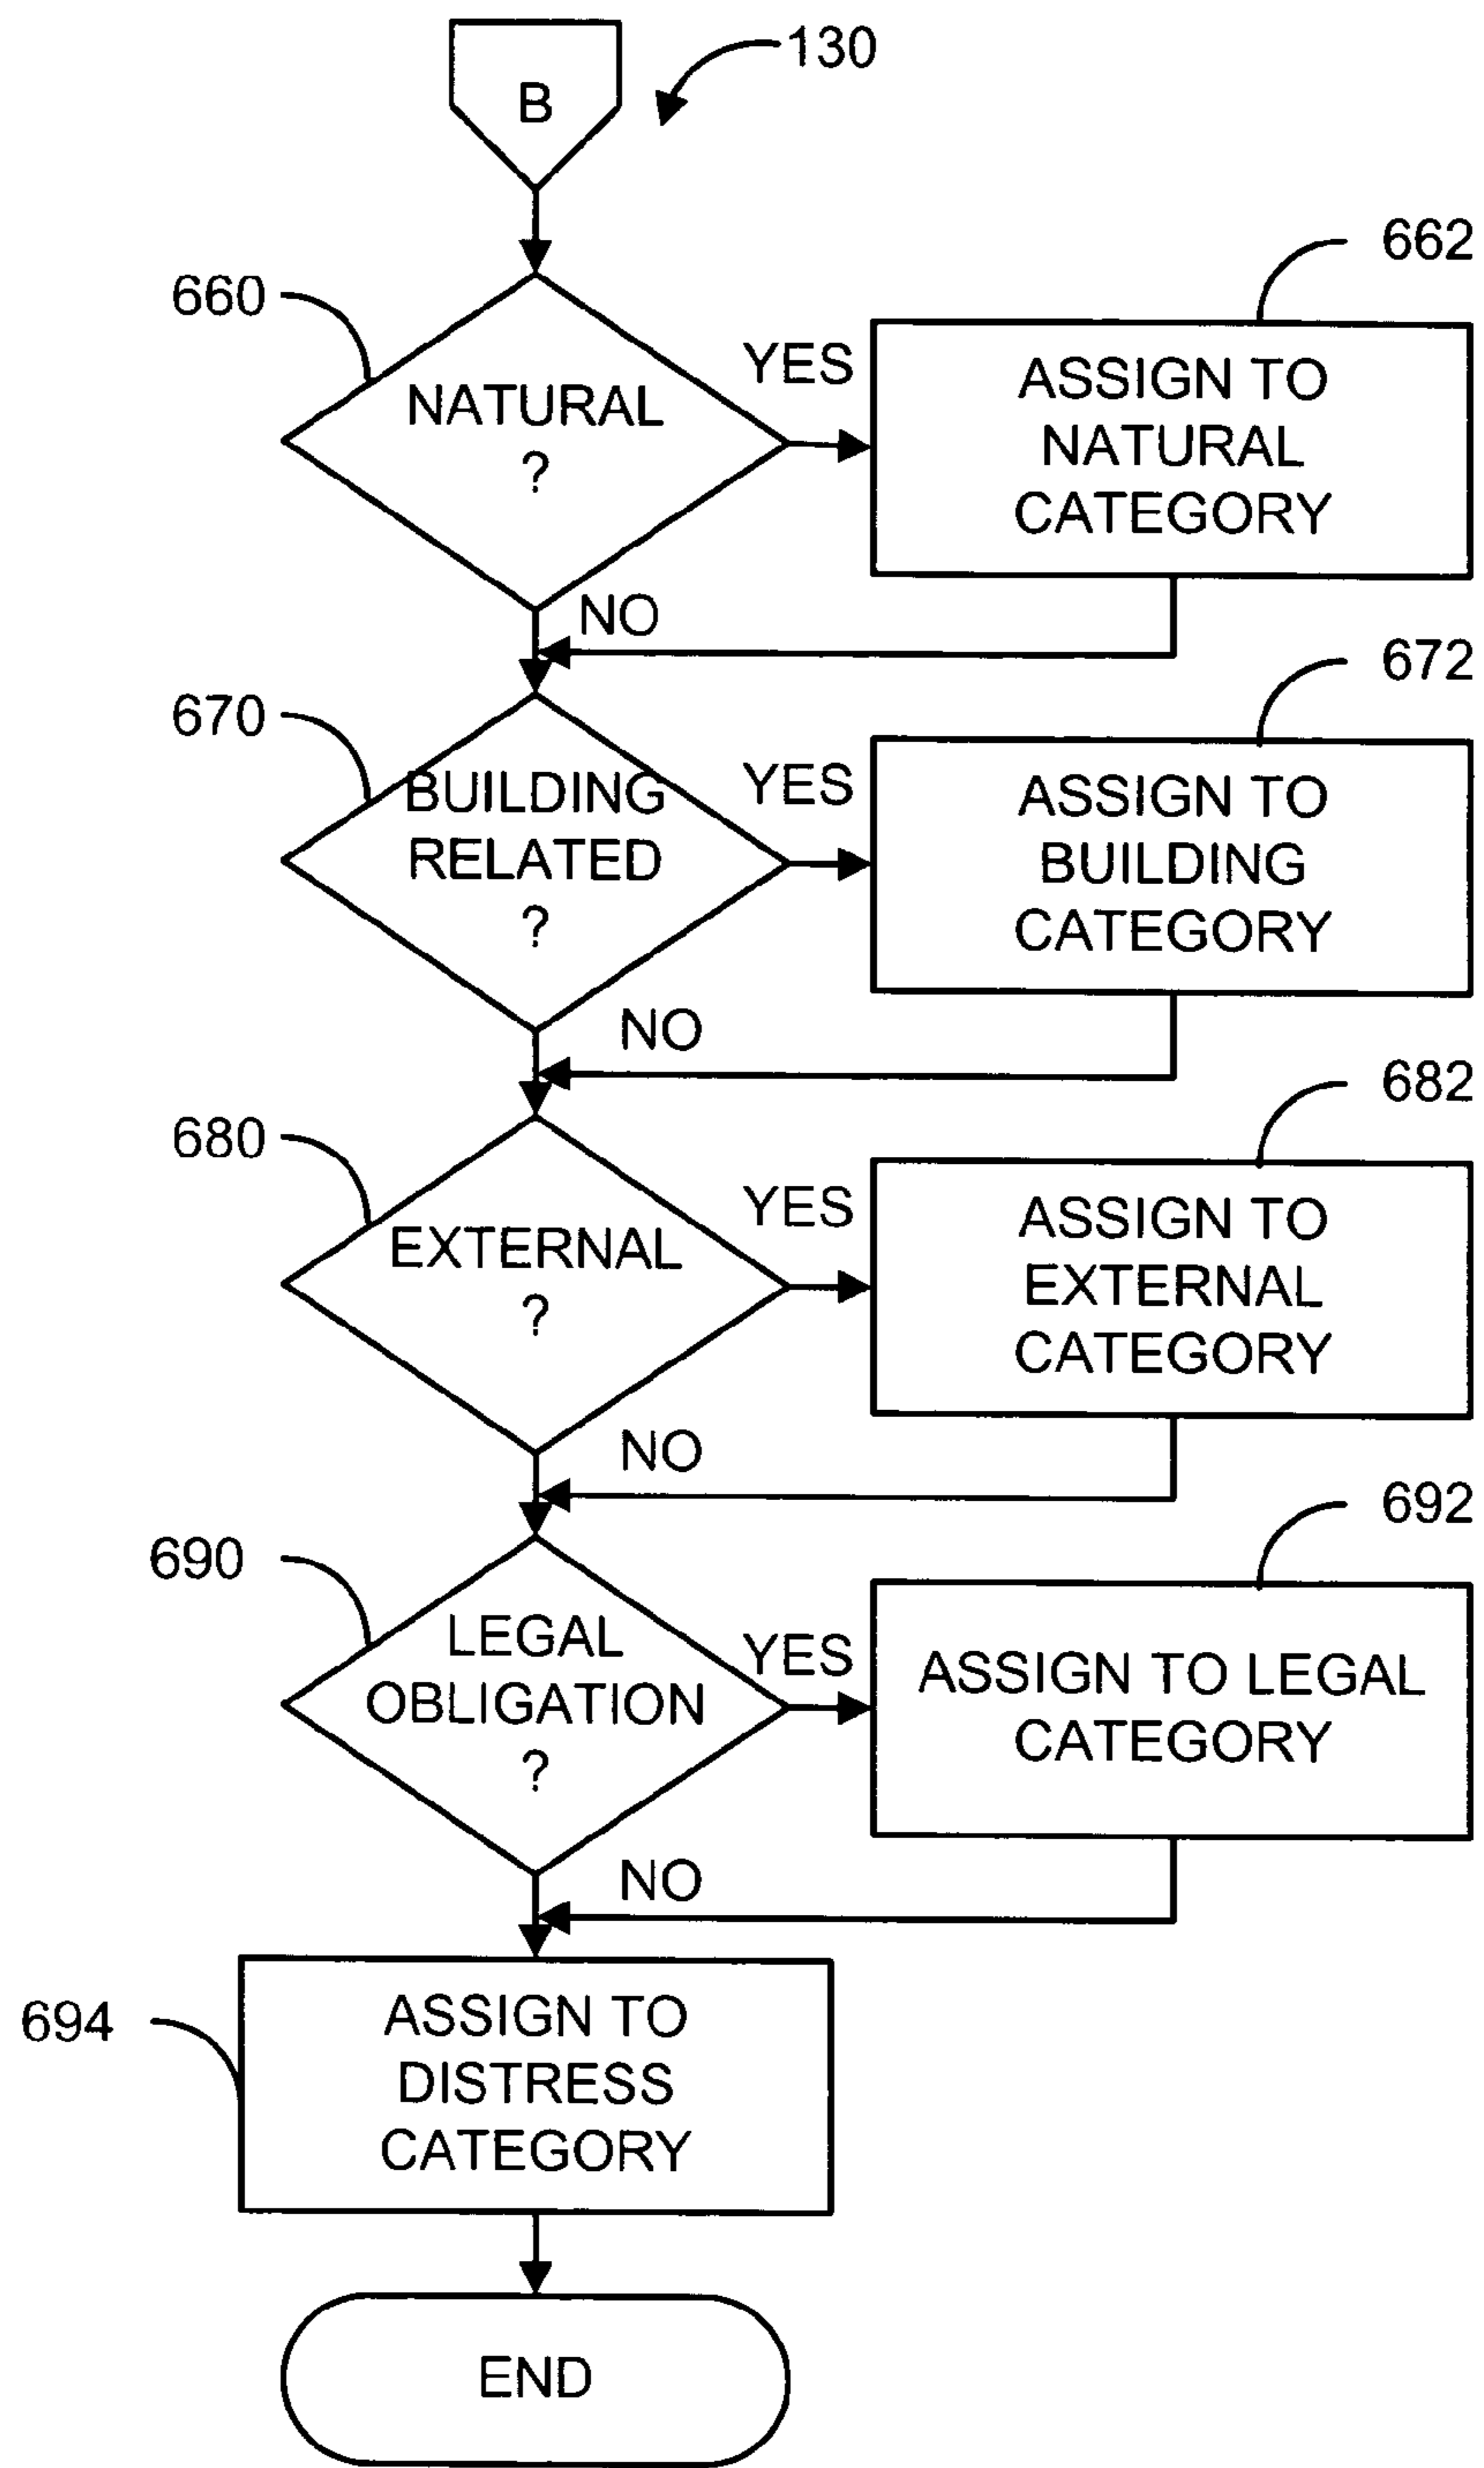 B
130
660
NATURAL
?
YES
662
ASSIGN TO
NATURAL
CATEGORY
NO
670
BUILDING
RELATED
?
YES
672
ASSIGN TO
BUILDING
CATEGORY
NO
680
EXTERNAL
?
YES
682
ASSIGN TO
EXTERNAL
CATEGORY
NO
690
LEGAL
OBLIGATION
?
YES
692
ASSIGN TO LEGAL
CATEGORY
NO
694
ASSIGN TO
DISTRESS
CATEGORY
END